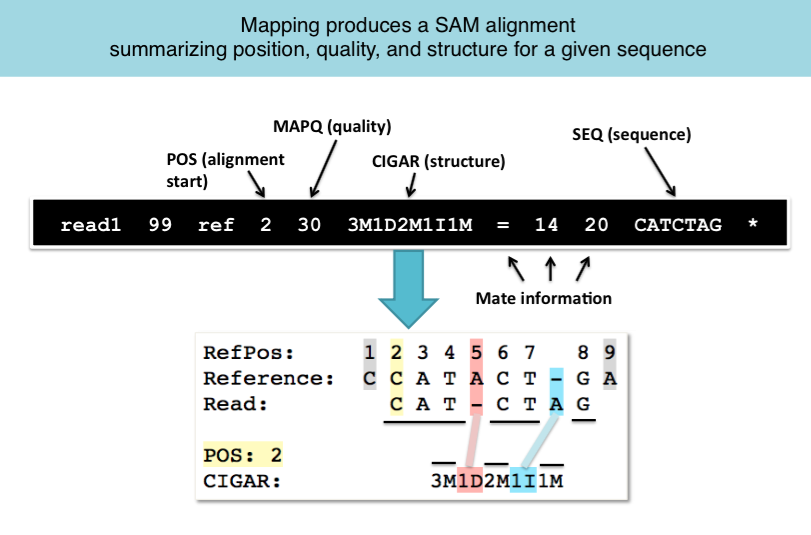 Mapping produces a SAM alignment
summarizing position, quality, and structure for a given sequence
MAPQ (quality)
SEQ (sequence)
POS (alignment
start)
CIGAR (structure)
read1 99 ref 2 30 3M1D2M1I1M = 14 20 CATCTAG *
Mate information
RefPos: 1 2 3 4 5 6 7 8 9
Reference: C C A T A C T - G A
Read: C A T - C T A G
POS: 2
CIGAR: 3M1D2M1I1M